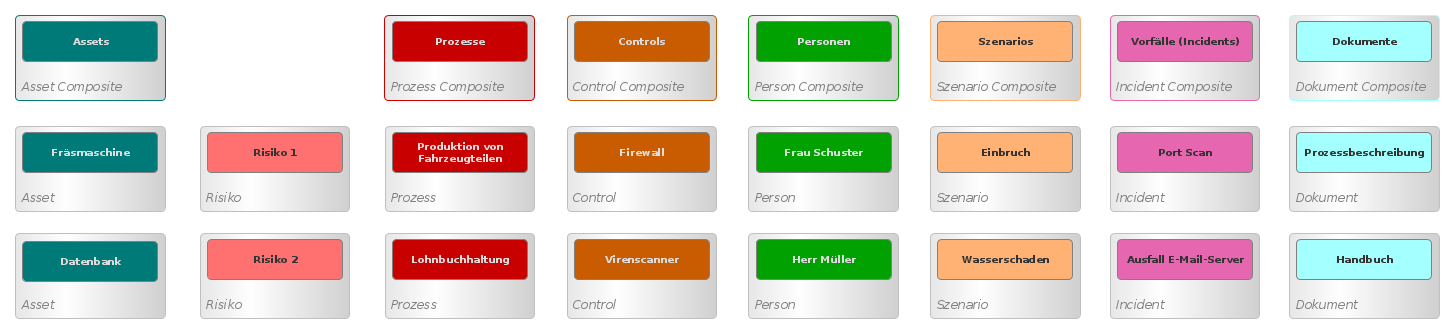 Assets
Asset Composite
Prozesse
Prozess Composite
Controls
Control Composite
Personen
Person Composite
Szenarios
Szenario Composite
Vorfälle (Incidents)
Incident Composite
Dokumente
Dokument Composite
Fräsmaschine
Asset
Risiko 1
Risiko
Produktion von
Fahrzeugteilen
Prozess
Firewall
Control
Frau Schuster
Person
Einbruch
Szenario
Port Scan
Incident
Prozessbeschreibung
Dokument
Datenbank
Asset
Risiko 2
Risiko
Lohnbuchhaltung
Prozess
Virenscanner
Control
Herr Müller
Person
Wasserschaden
Szenario
Ausfall E-Mail-Server
Incident
Handbuch
Dokument